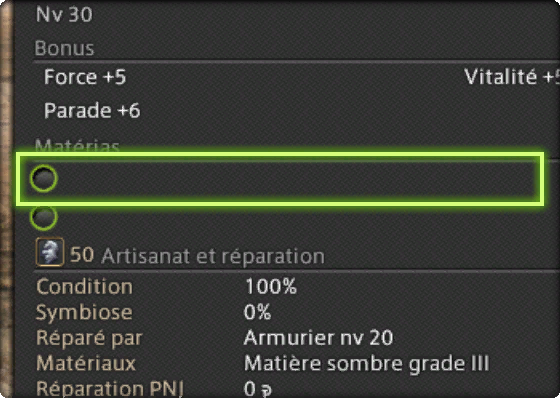 Nv 30
Bonus
Force +5 Vitalité +5
Parade +6
Matérias
50 Artisanat et réparation
Condition 100%
Symbiose 0%
Réparé par Armurier nv 20
Matériaux Matière sombre grade III
Réparation PNJ 0